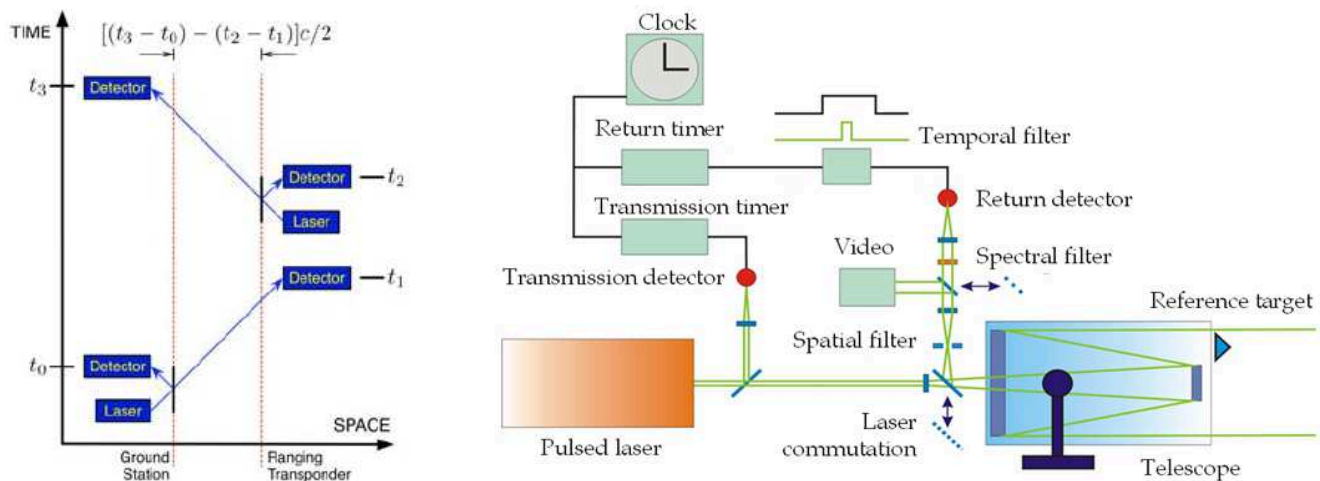 TIME
[(t₃ − t₀) − (t₂ − t₁)]c/2
t₃
Detector
Detector
t₂
Laser
Detector
t₁
t₀
Detector
Laser
SPACE
Ground
Station
Ranging
Transponder
Clock
Return timer
Temporal filter
Transmission timer
Return detector
Video
Spectral filter
Transmission detector
Reference target
Spatial filter
Pulsed laser
Laser
commutation
Telescope